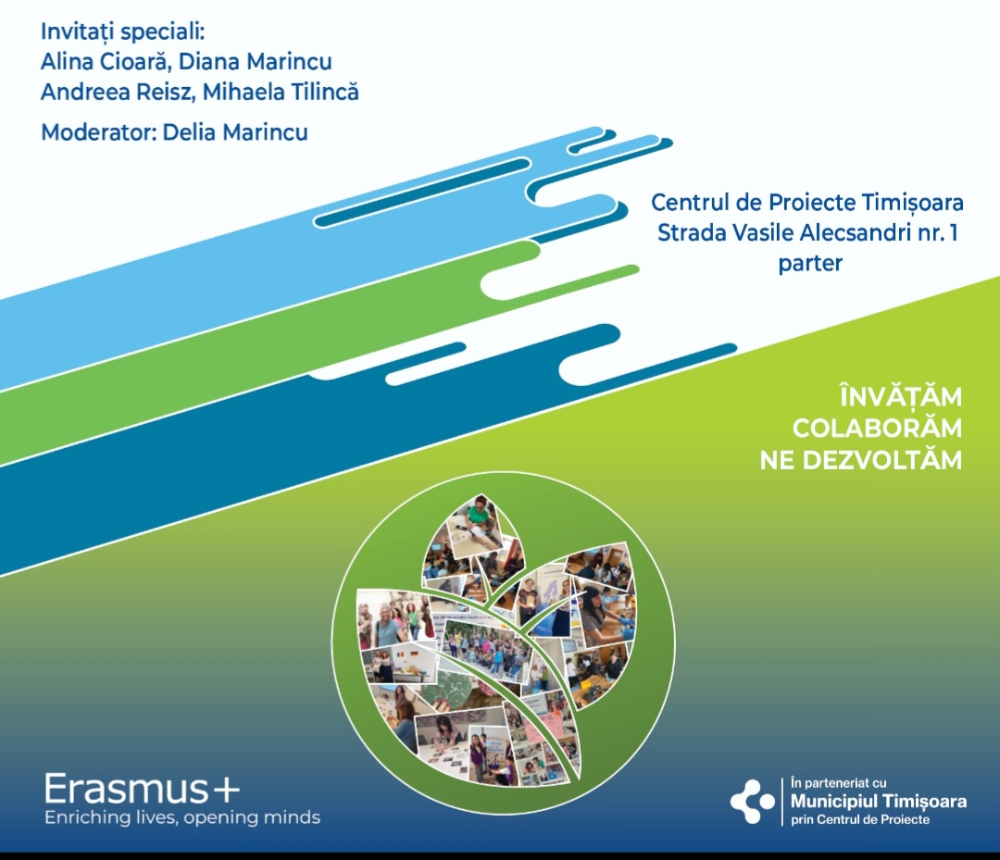 Invitați speciali:
Alina Cioară, Diana Marincu
Andreea Reisz, Mihaela Tilincă
Moderator: Delia Marincu
Centrul de Proiecte Timișoara
Strada Vasile Alecsandri nr. 1
parter
ÎNVĂȚĂM
COLABORĂM
NE DEZVOLTĂM
Erasmus+
Enriching lives, opening minds
În parteneriat cu
Municipiul Timișoara
prin Centrul de Proiecte